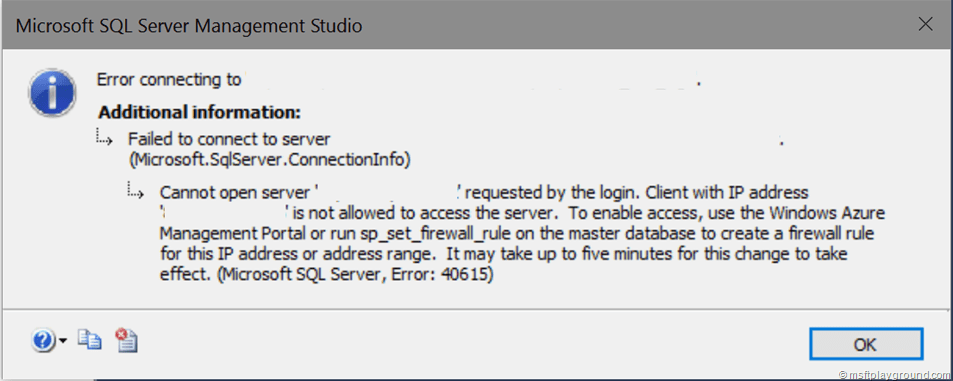 Microsoft SQL Server Management Studio
Error connecting to .
Additional information:
Failed to connect to server .
(Microsoft.SqlServer.ConnectionInfo)
Cannot open server ' ' requested by the login. Client with IP address
' ' is not allowed to access the server. To enable access, use the Windows Azure
Management Portal or run sp_set_firewall_rule on the master database to create a firewall rule
for this IP address or address range. It may take up to five minutes for this change to take
effect. (Microsoft SQL Server, Error: 40615)
OK
© msftplayground.com